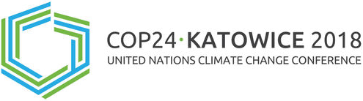 COP24·KATOWICE 2018
UNITED NATIONS CLIMATE CHANGE CONFERENCE